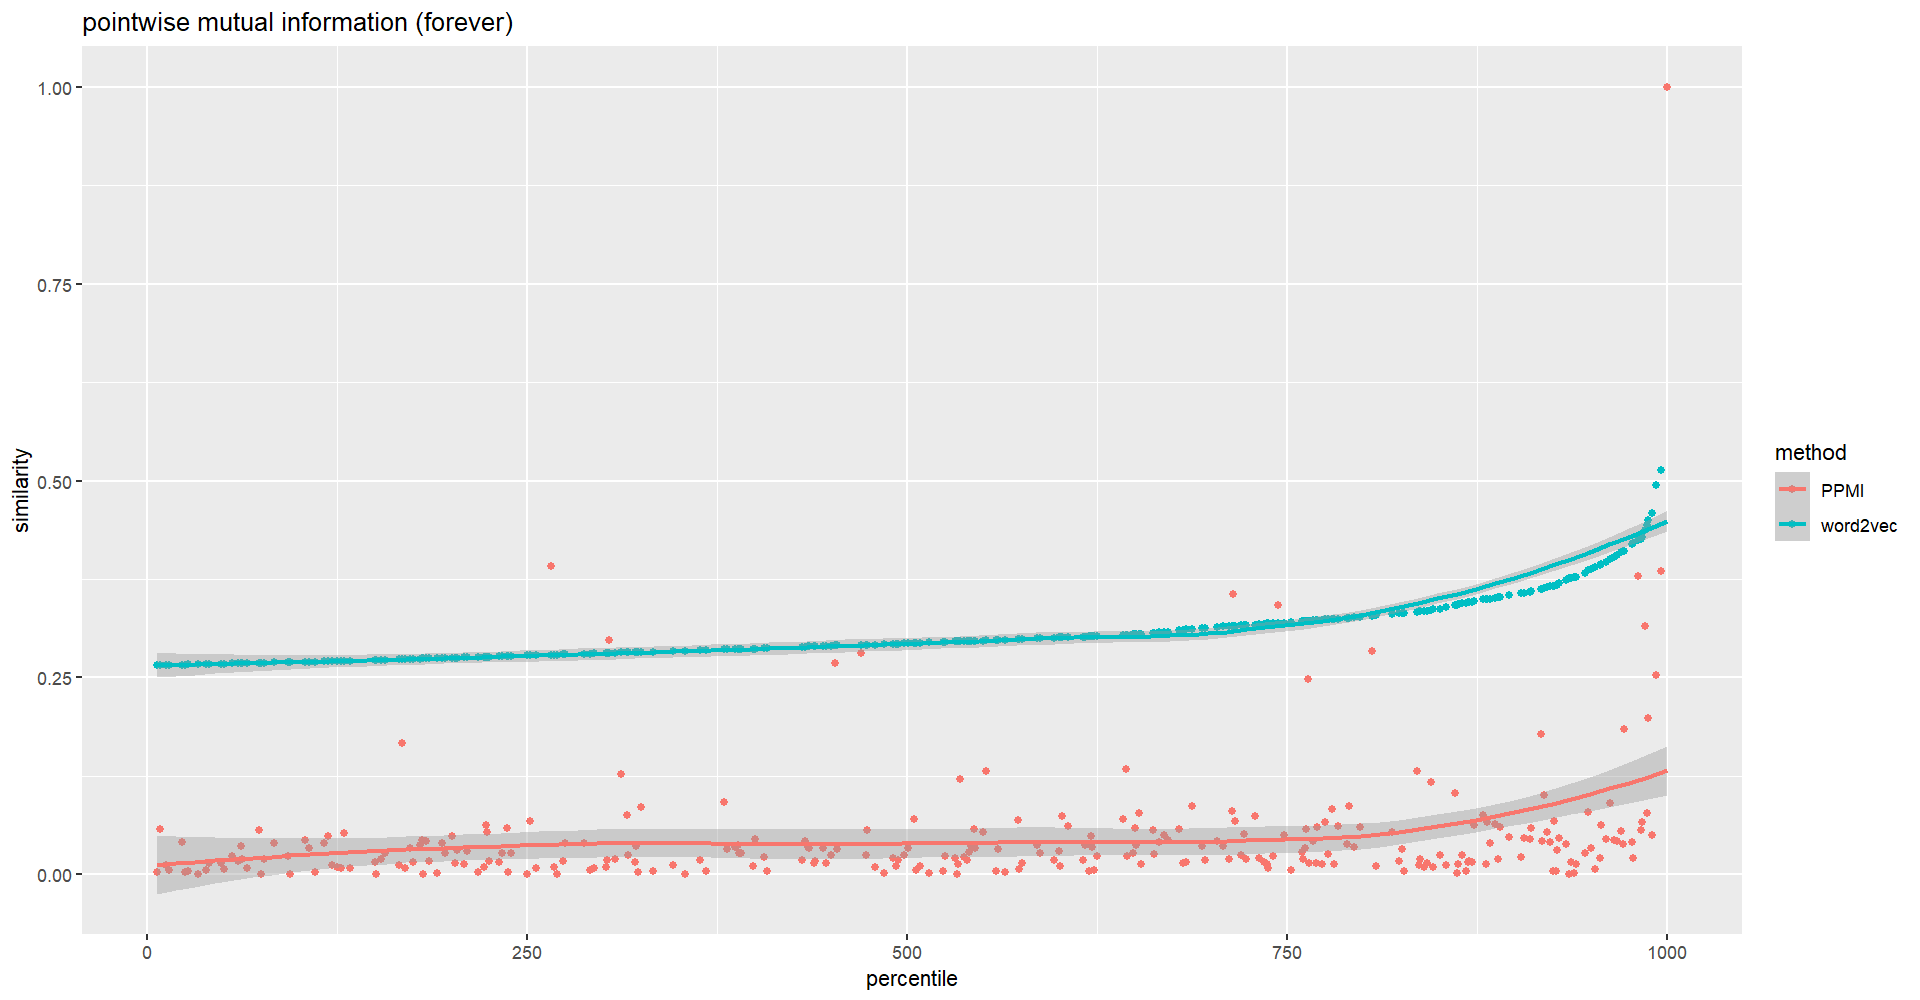 pointwise mutual information (forever)
1.00
0.75
0.50
0.25
0.00
similarity
0
250
500
750
1000
percentile
method
PPMI
word2vec